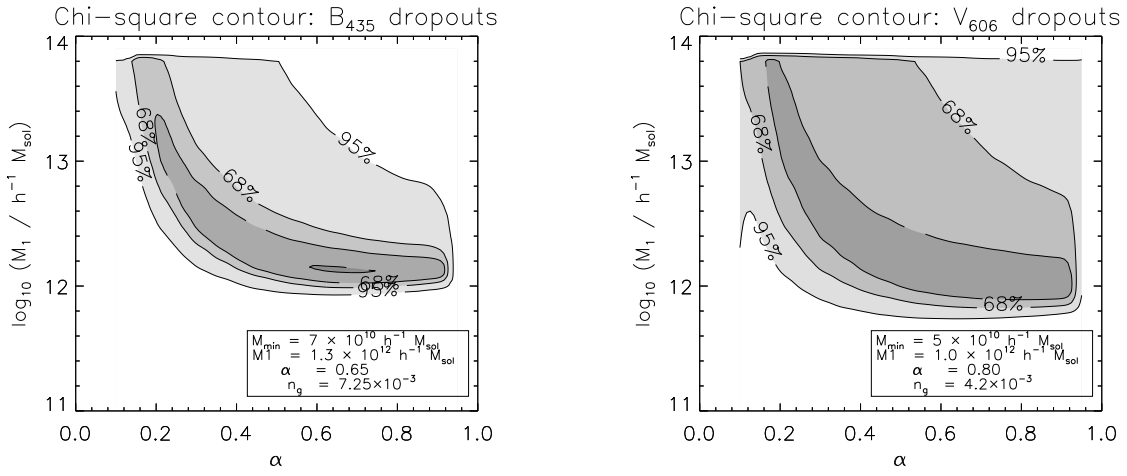 Chi-square contour: B435 dropouts
14
13
12
11
log10 (M1 / h−1 Msol)
68%
95%
95%
68%
68%
95%
Mmin = 7 × 10^10 h−1 Msol
M1 = 1.3 × 10^12 h−1 Msol
α = 0.65
ng = 7.25×10^−3
0.0 0.2 0.4 0.6 0.8 1.0
α
Chi-square contour: V606 dropouts
14
13
12
11
log10 (M1 / h−1 Msol)
95%
68%
68%
95%
68%
Mmin = 5 × 10^10 h−1 Msol
M1 = 1.0 × 10^12 h−1 Msol
α = 0.80
ng = 4.2×10^−3
0.0 0.2 0.4 0.6 0.8 1.0
α